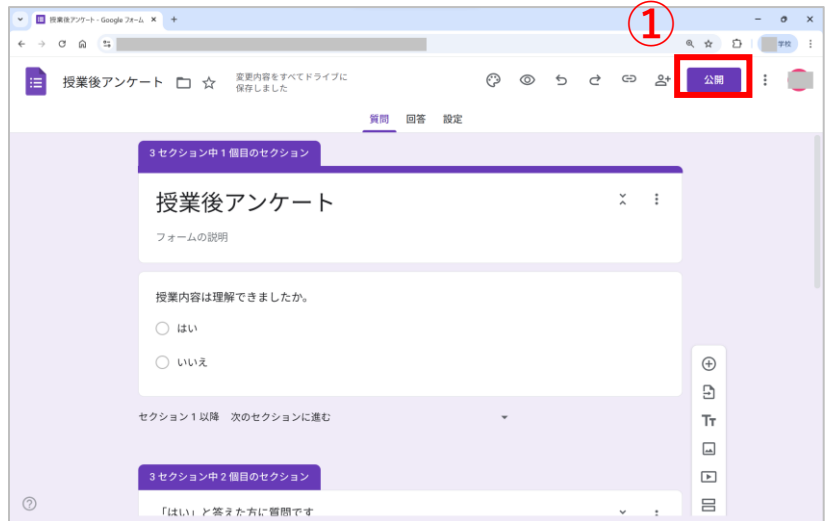 授業後アンケート - Google フォーム
①
学校
授業後アンケート
変更内容をすべてドライブに
保存しました
公開
質問 回答 設定
3 セクション中 1 個目のセクション
授業後アンケート
フォームの説明
授業内容は理解できましたか。
はい
いいえ
セクション 1 以降 次のセクションに進む
Tт
3 セクション中 2 個目のセクション
「はい」と答えた方に質問です